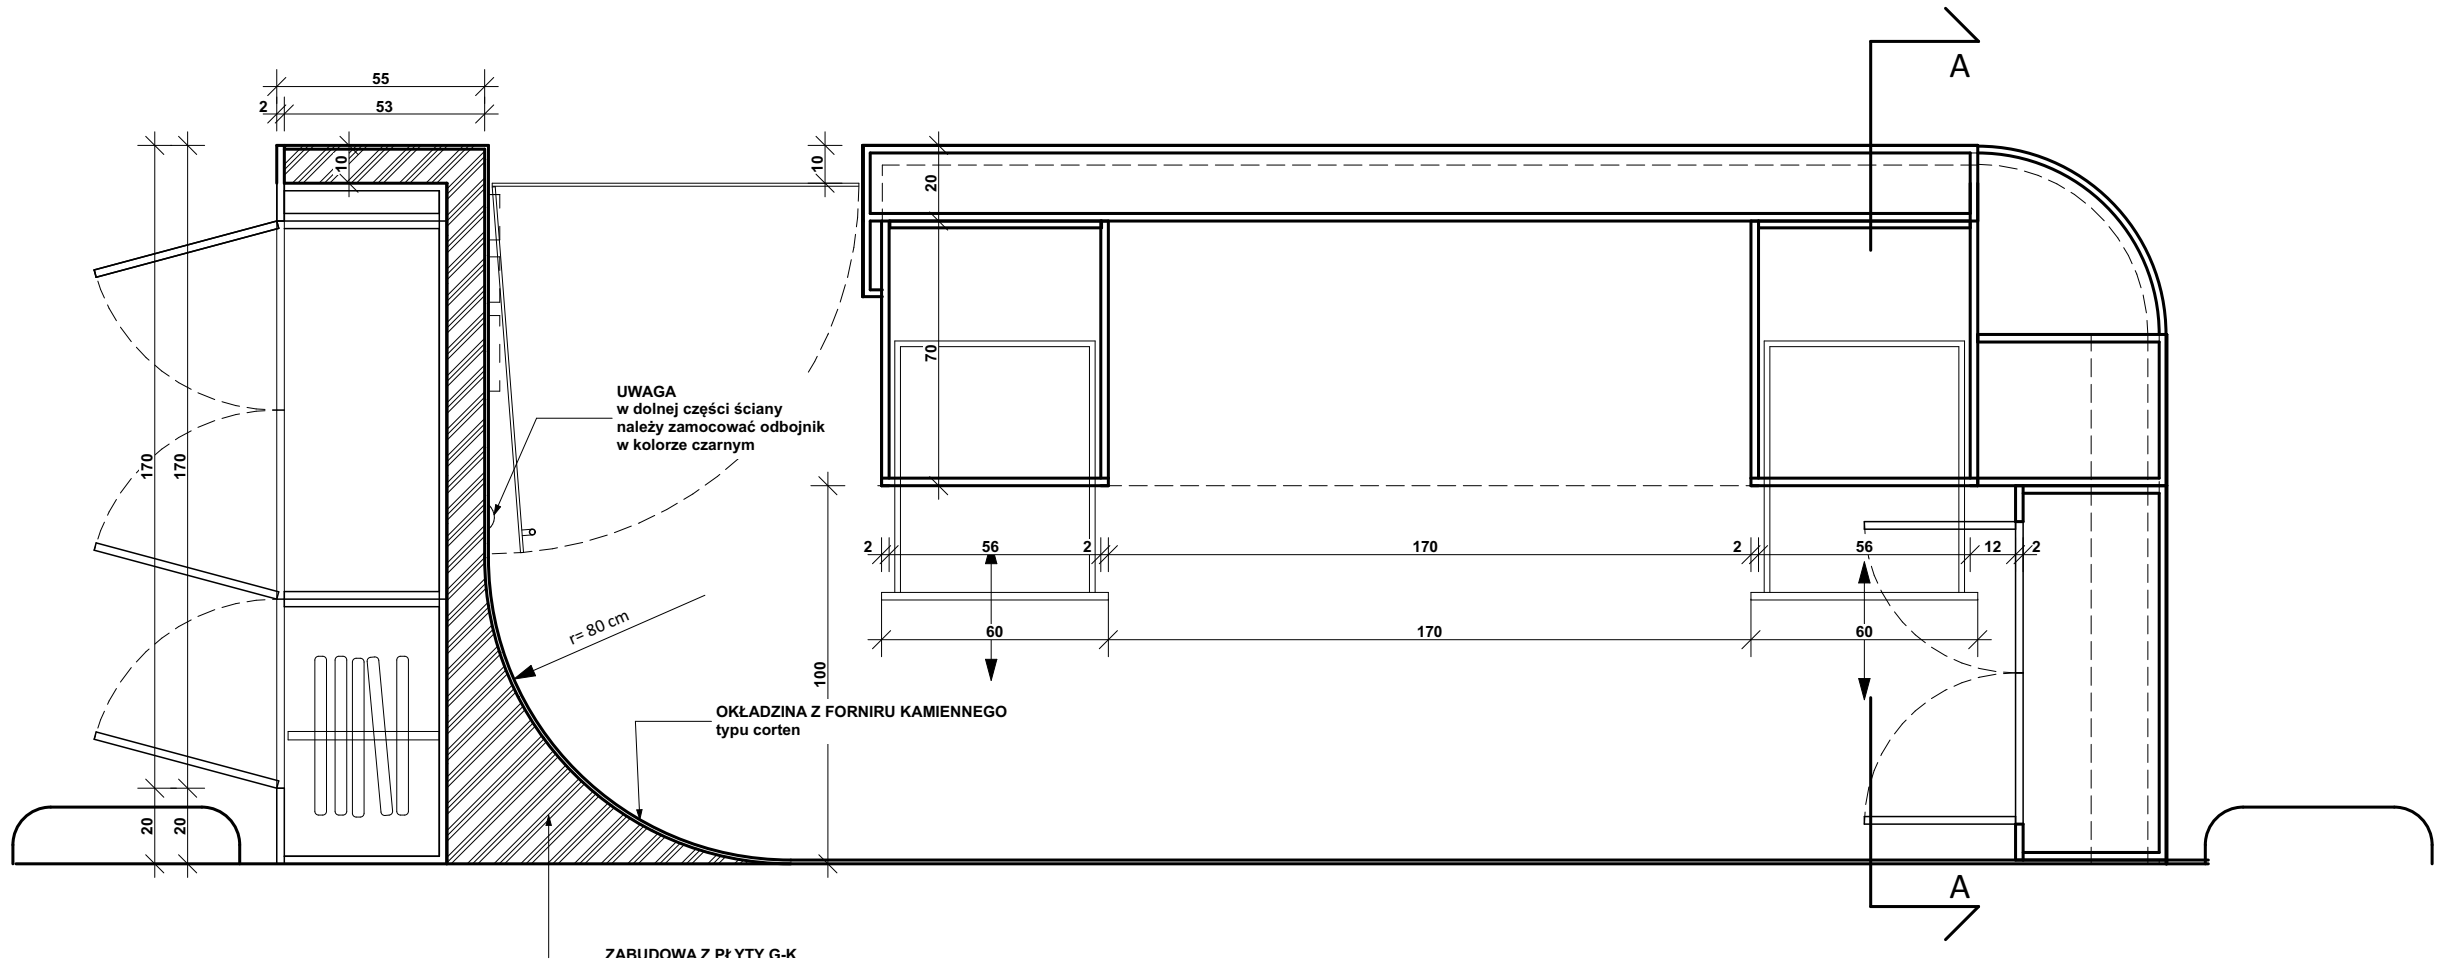 A
55
2
53
10
10
20
170
170
70
UWAGA
w dolnej części ściany
należy zamocować odbojnik
w kolorze czarnym
2
56
2
170
2
56
12
2
r= 80 cm
60
170
60
100
OKŁADZINA Z FORNIRU KAMIENNEGO
typu corten
20
20
A
ZABUDOWA Z PŁYTY G-K